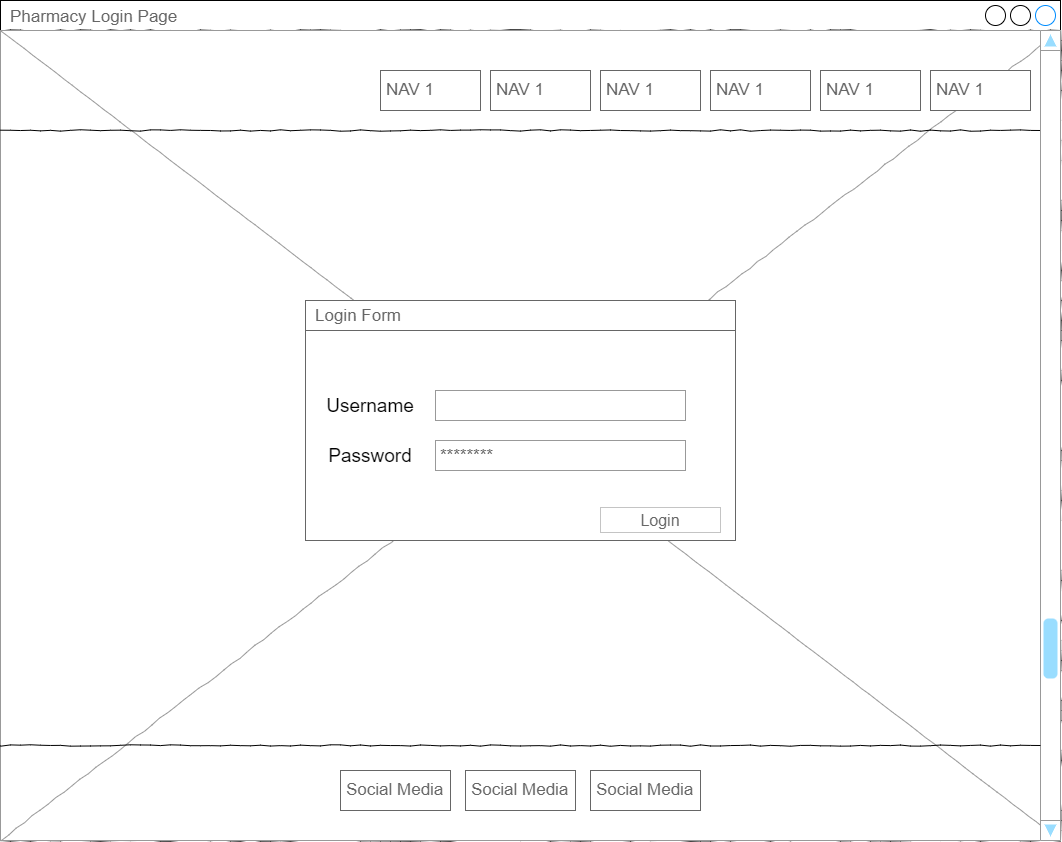 Pharmacy Login Page
NAV 1 NAV 1 NAV 1 NAV 1 NAV 1 NAV 1
Login Form
Username
Password ********
Login
Social Media Social Media Social Media